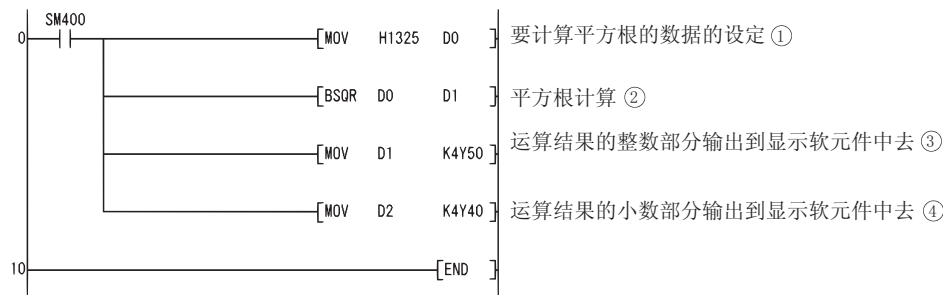 SM400
0 MOV H1325 D0 要计算平方根的数据的设定 ①
BSQR D0 D1 平方根计算 ②
MOV D1 K4Y50 运算结果的整数部分输出到显示软元件中去 ③
MOV D2 K4Y40 运算结果的小数部分输出到显示软元件中去 ④
10 END